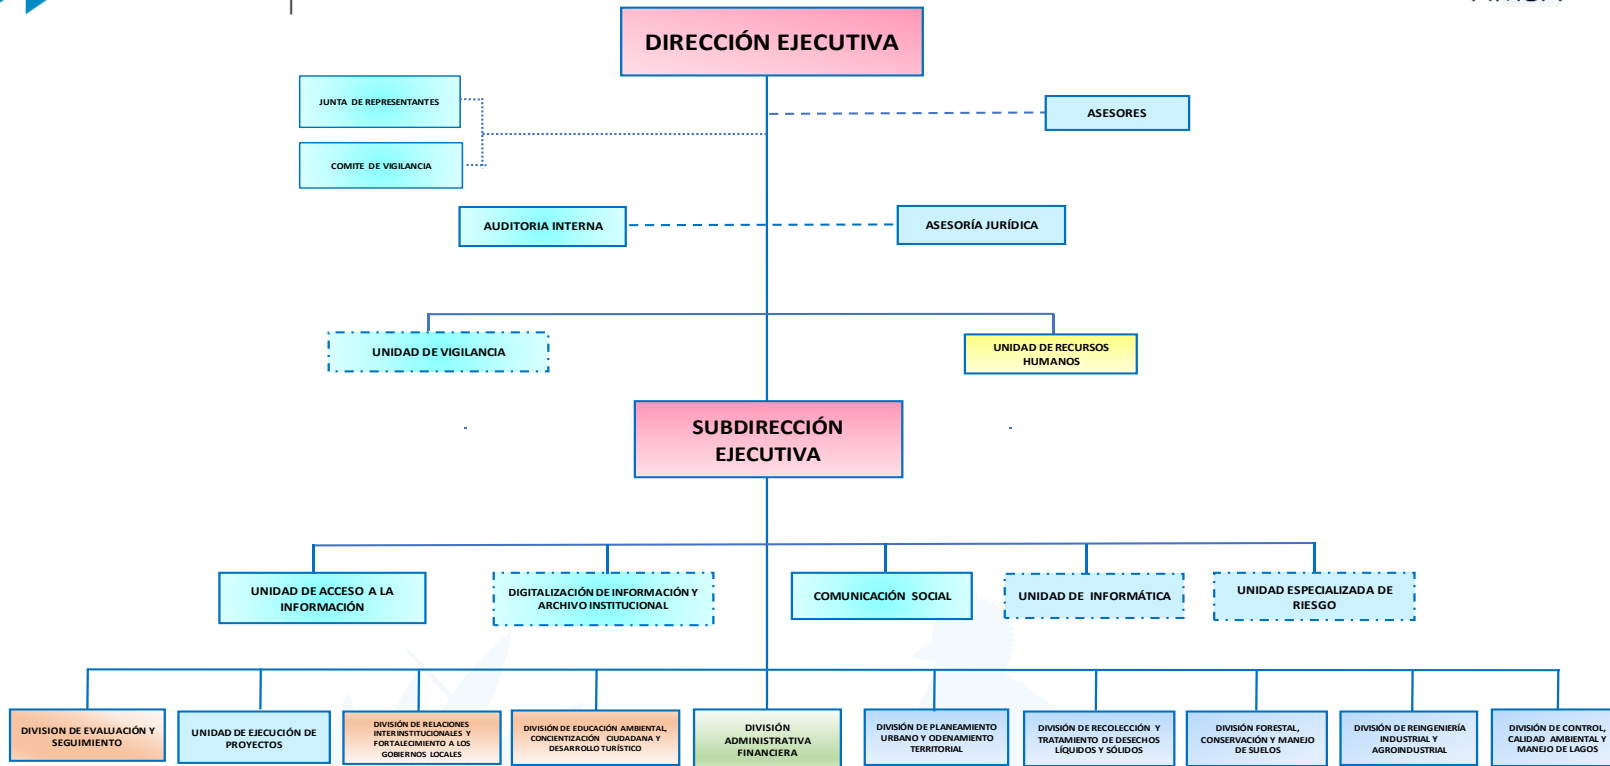 DIRECCIÓN EJECUTIVA
JUNTA DE REPRESENTANTES
ASESORES
COMITE DE VIGILANCIA
AUDITORIA INTERNA
ASESORÍA JURÍDICA
UNIDAD DE VIGILANCIA
UNIDAD DE RECURSOS
HUMANOS
SUBDIRECCIÓN
EJECUTIVA
UNIDAD DE ACCESO A LA
INFORMACIÓN
DIGITALIZACIÓN DE INFORMACIÓN Y
ARCHIVO INSTITUCIONAL
COMUNICACIÓN SOCIAL
UNIDAD DE INFORMÁTICA
UNIDAD ESPECIALIZADA DE
RIESGO
DIVISION DE EVALUACIÓN Y
SEGUIMIENTO
UNIDAD DE EJECUCIÓN DE
PROYECTOS
DIVISIÓN DE RELACIONES
INTERINSTITUCIONALES Y
FORTALECIMIENTO A LOS
GOBIERNOS LOCALES
DIVISIÓN DE EDUCACIÓN AMBIENTAL,
CONCIENTIZACIÓN CIUDADANA Y
DESARROLLO TURÍSTICO
DIVISIÓN
ADMINISTRATIVA
FINANCIERA
DIVISIÓN DE PLANEAMIENTO
URBANO Y ODENAMIENTO
TERRITORIAL
DIVISIÓN DE RECOLECCIÓN Y
TRATAMIENTO DE DESECHOS
LÍQUIDOS Y SÓLIDOS
DIVISIÓN FORESTAL,
CONSERVACIÓN Y MANEJO
DE SUELOS
DIVISIÓN DE REINGENIERÍA
INDUSTRIAL Y
AGROINDUSTRIAL
DIVISIÓN DE CONTROL,
CALIDAD AMBIENTAL Y
MANEJO DE LAGOS